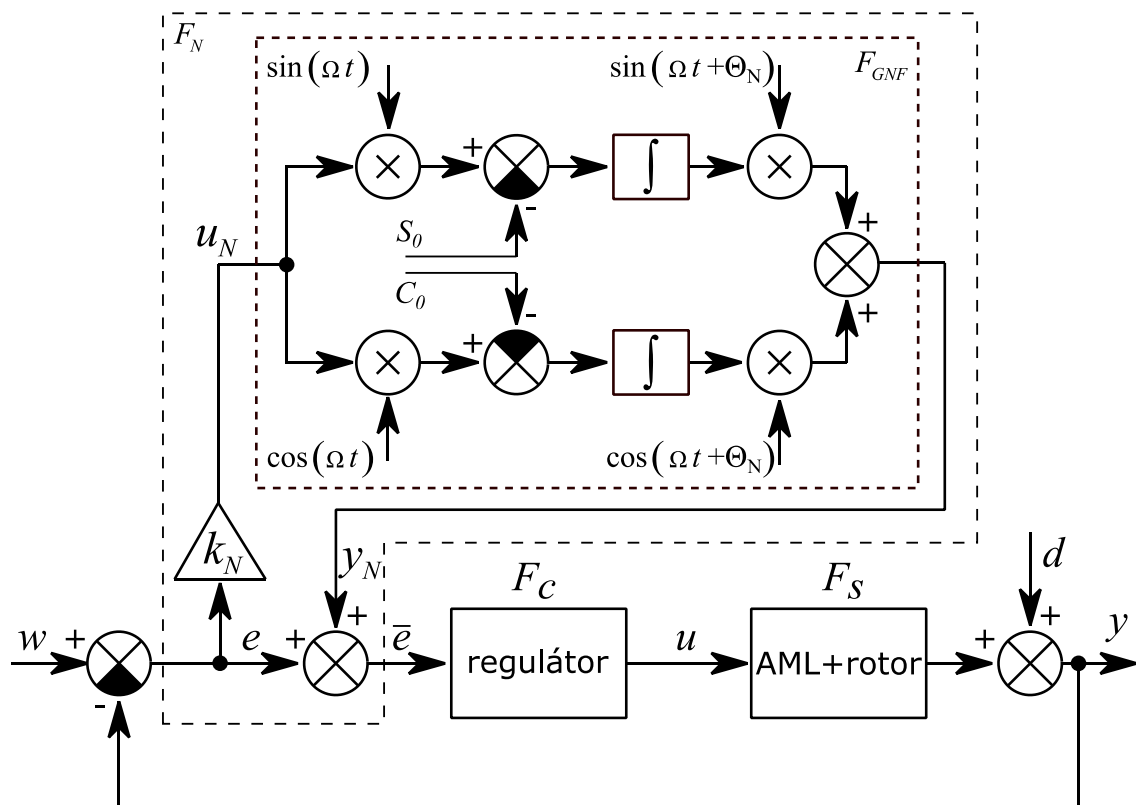 F_N
sin(Ωt)
sin(Ωt+Θ_N)
F_GNF
×
×
+
∫
-
+
S_0
u_N
C_0
-
+
+
×
∫
×
cos(Ωt)
cos(Ωt+Θ_N)
k_N
y_N
F_C
F_S
d
w
+
e
+
+
ē
regulátor
u
AML+rotor
+
+
y
-